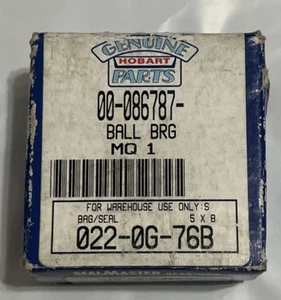 GENUINE
HOBART
PARTS
00-086787-
BALL BRG
MQ 1
FOR WAREHOUSE USE ONLY:S
BAG/SEAL 5 X 8
022-0G-76B
SEALMASTER